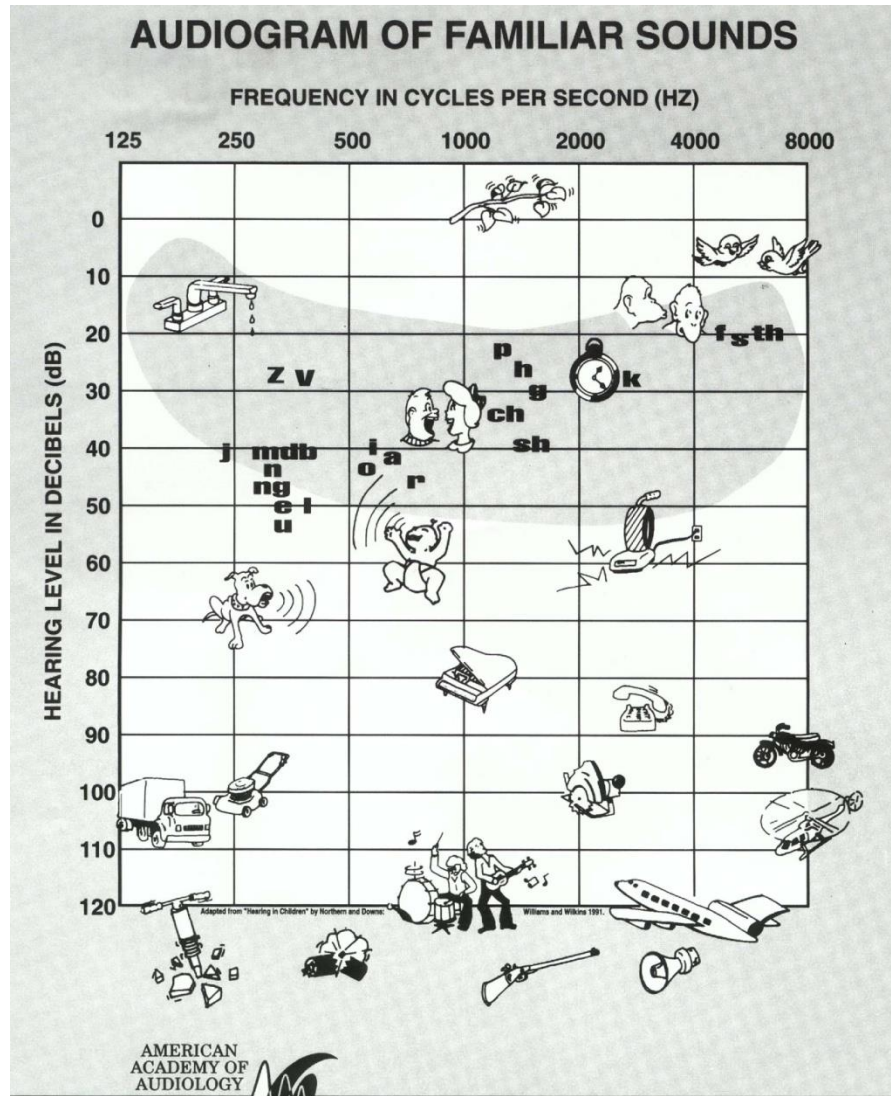 AUDIOGRAM OF FAMILIAR SOUNDS
FREQUENCY IN CYCLES PER SECOND (HZ)
125 250 500 1000 2000 4000 8000
HEARING LEVEL IN DECIBELS (dB)
0
10
20
f s th
p
h
z v
k
30
g
ch
40
j mdb i sh
n o a
ng r
50
e l
u
60
70
80
90
100
110
120
Adapted from "Hearing in Children" by Northern and Downs: Williams and Wilkins 1991.
AMERICAN
ACADEMY OF
AUDIOLOGY